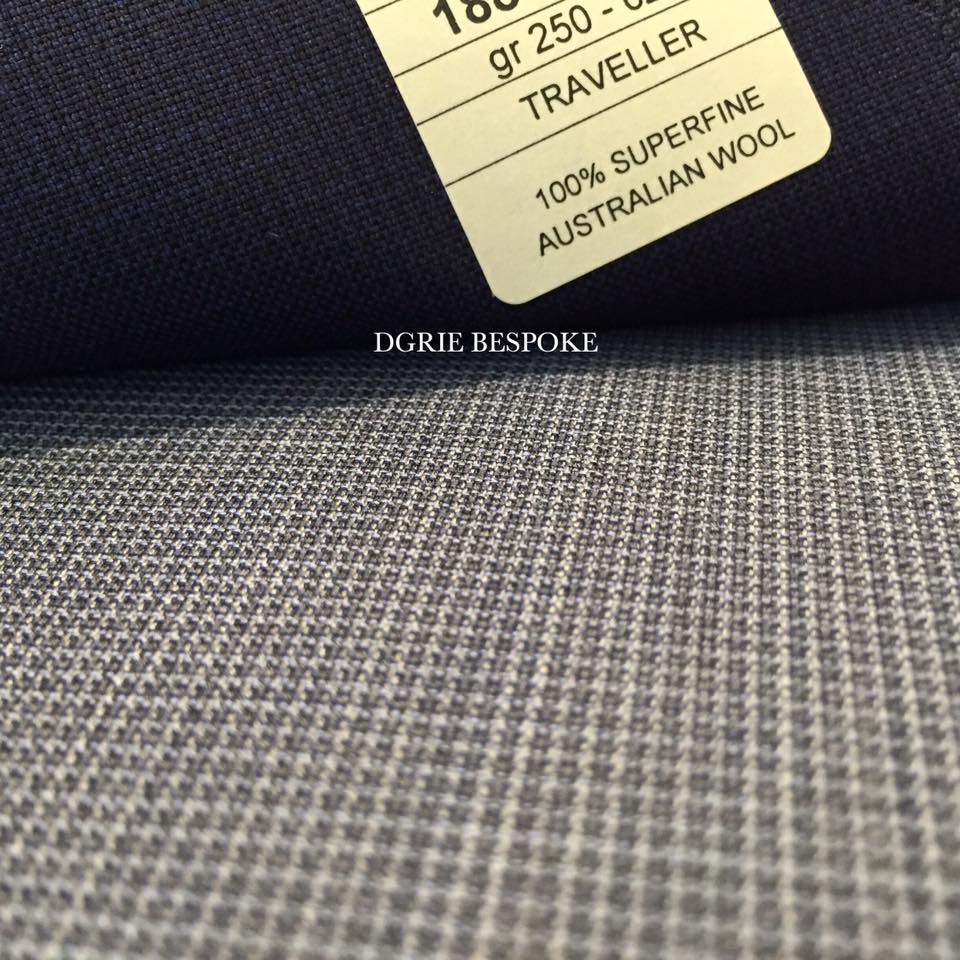 gr 250 -
TRAVELLER
100% SUPERFINE
AUSTRALIAN WOOL
DGRIE BESPOKE